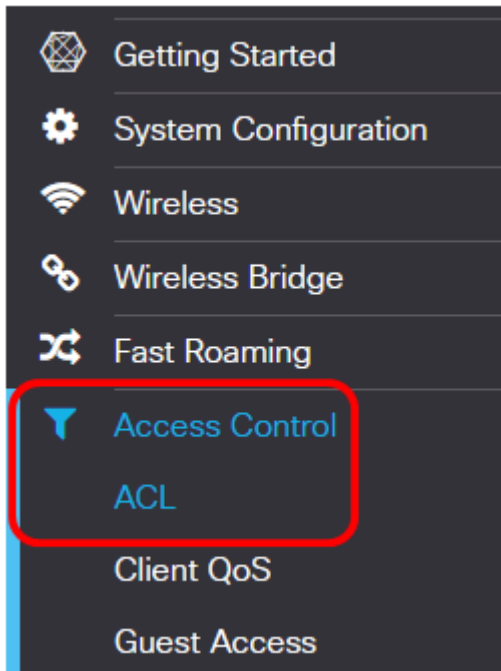 Getting Started
System Configuration
Wireless
Wireless Bridge
Fast Roaming
Access Control
ACL
Client QoS
Guest Access